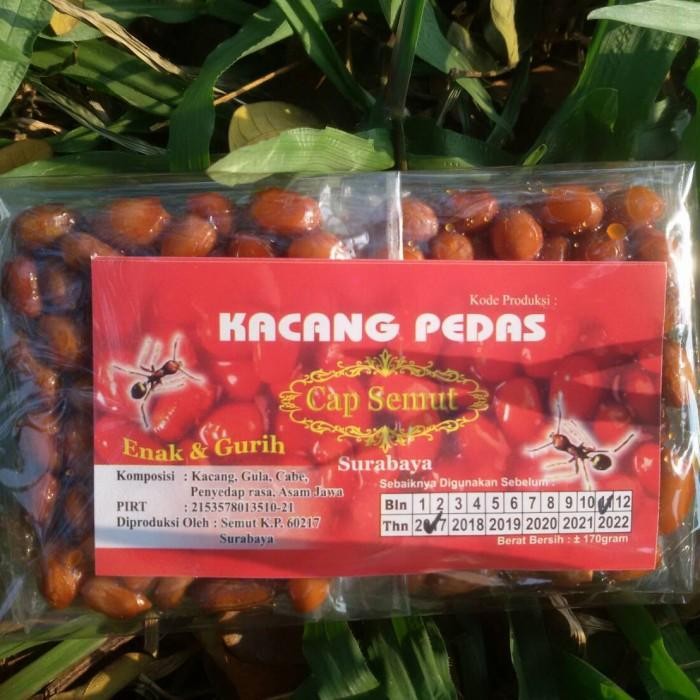 Kode Produksi :
KACANG PEDAS
Cap Semut
Enak & Gurih
Surabaya
Komposisi : Kacang, Gula, Cabe,
Penyedap rasa, Asam Jawa
PIRT : 2153578013510-21
Diproduksi Oleh : Semut K.P. 60217
Surabaya
Sebaiknya Digunakan Sebelum :
Bln 1 2 3 4 5 6 7 8 9 10 11 12
Thn 2017 2018 2019 2020 2021 2022
Berat Bersih : ± 170gram